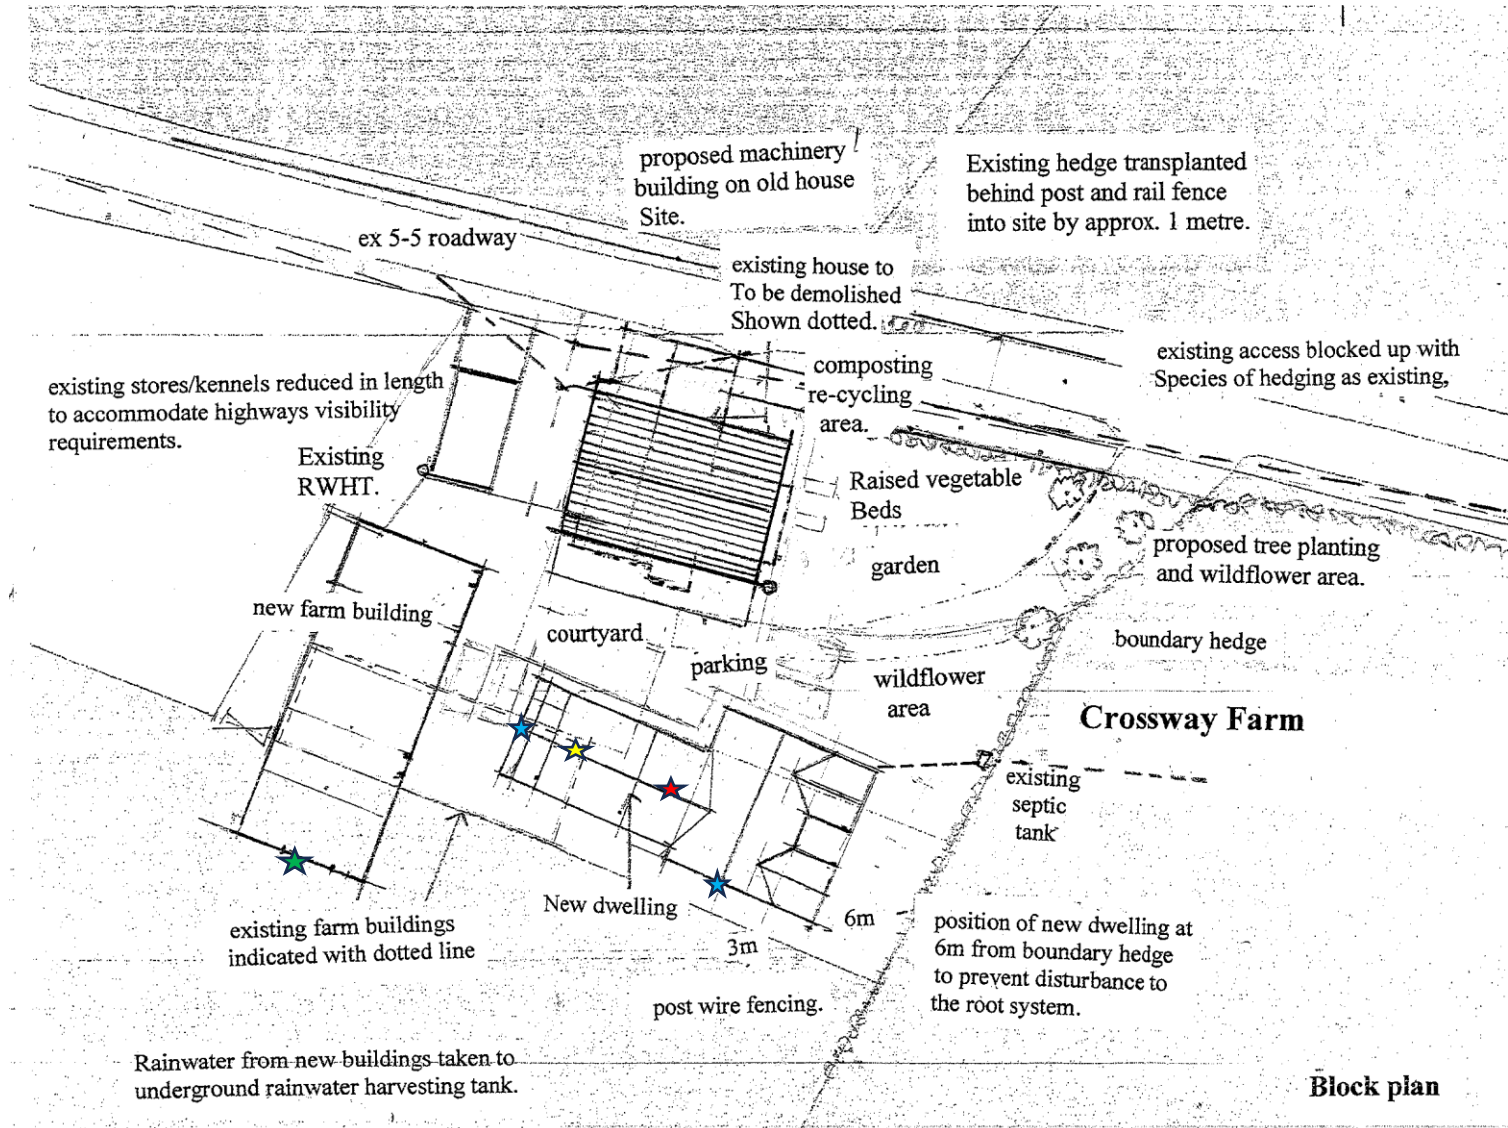 proposed machinery
building on old house
Site.
Existing hedge transplanted
behind post and rail fence
into site by approx. 1 metre.
ex 5-5 roadway
existing house to
To be demolished
Shown dotted.
existing access blocked up with
Species of hedging as existing,
composting
re-cycling
area.
existing stores/kennels reduced in length
to accommodate highways visibility
requirements.
Existing
RWHT.
Raised vegetable
Beds
garden
proposed tree planting
and wildflower area.
new farm building
courtyard
parking
boundary hedge
wildflower
area
Crossway Farm
existing
septic
tank
New dwelling
6m
3m
existing farm buildings
indicated with dotted line
position of new dwelling at
6m from boundary hedge
to prevent disturbance to
the root system.
post wire fencing.
Rainwater from new buildings taken to
underground rainwater harvesting tank.
Block plan